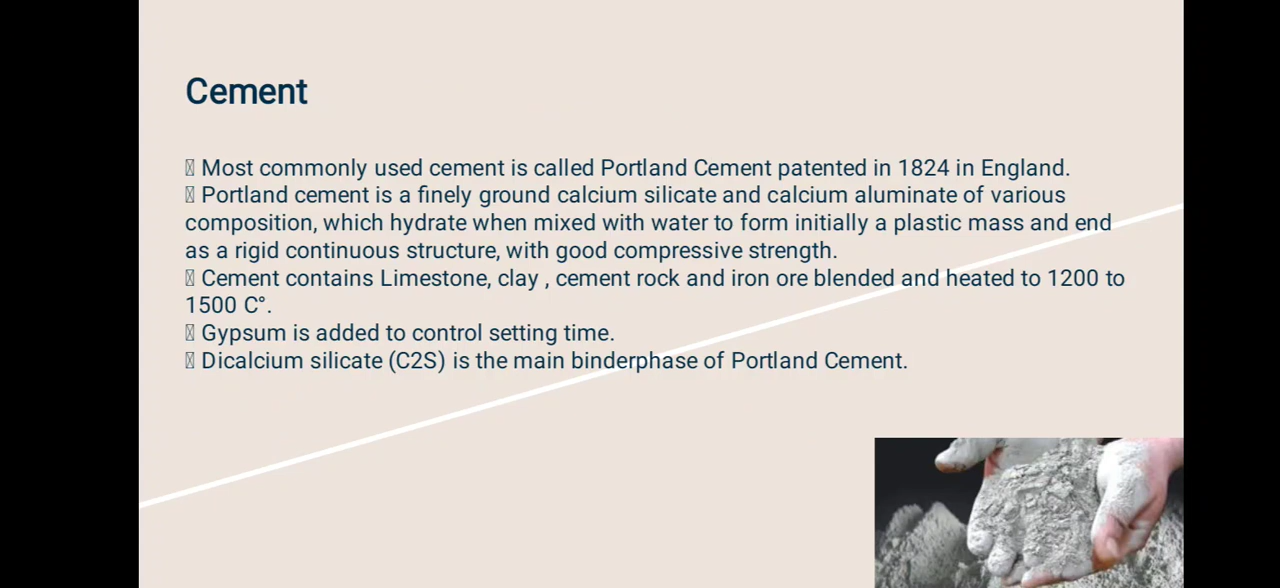 Cement
▯ Most commonly used cement is called Portland Cement patented in 1824 in England.
▯ Portland cement is a finely ground calcium silicate and calcium aluminate of various
composition, which hydrate when mixed with water to form initially a plastic mass and end
as a rigid continuous structure, with good compressive strength.
▯ Cement contains Limestone, clay , cement rock and iron ore blended and heated to 1200 to
1500 C°.
▯ Gypsum is added to control setting time.
▯ Dicalcium silicate (C2S) is the main binderphase of Portland Cement.